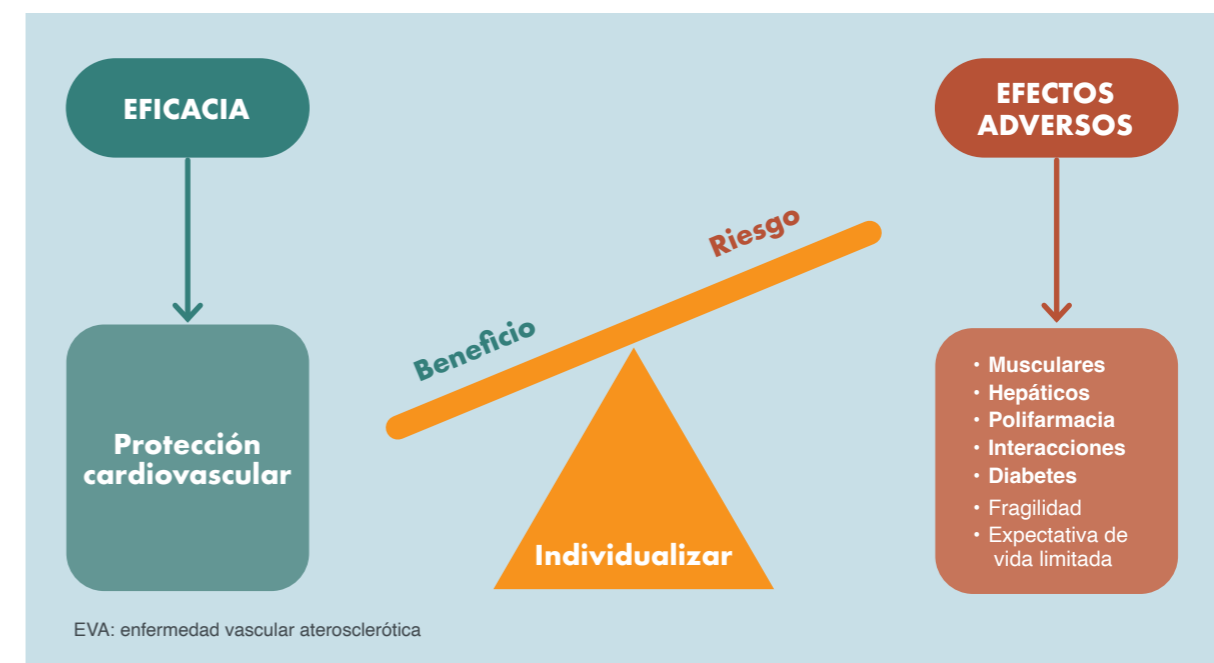 EFICACIA
Protección
cardiovascular
Beneficio
Riesgo
Individualizar
EFECTOS
ADVERSOS
• Musculares
• Hepáticos
• Polifarmacia
• Interacciones
• Diabetes
• Fragilidad
• Expectativa de
vida limitada
EVA: enfermedad vascular aterosclerótica